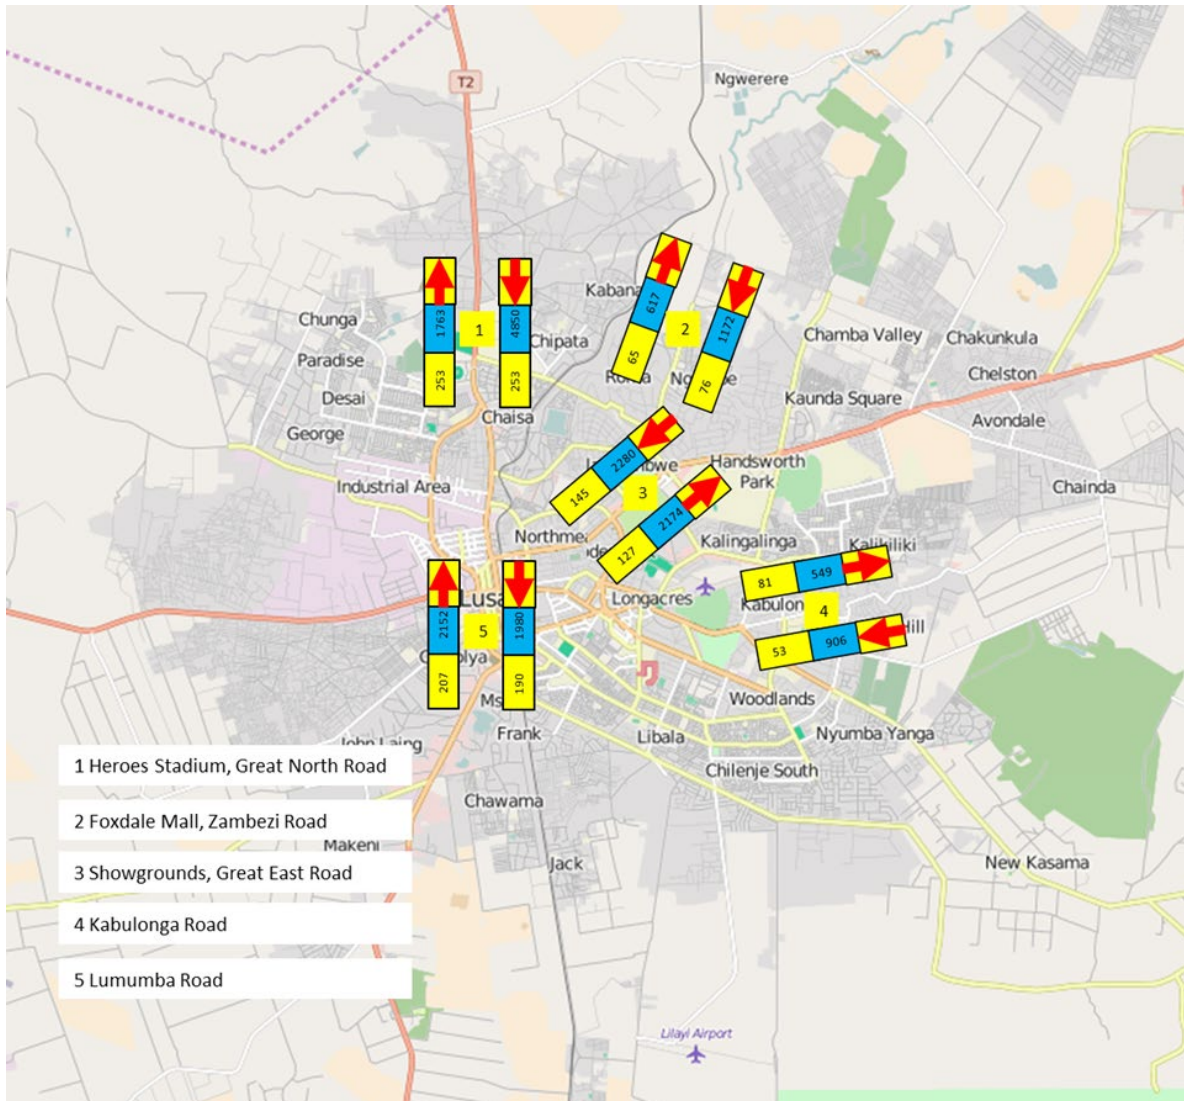 Ngwerere
T2
Kabana
Chunga
1763
1
4850
617
2
1172
Chipata
Chamba Valley
Chakunkula
Paradise
253
253
65
76
Chelston
Desai
Kaunda Square
Chaisa
Avondale
George
2280
Handsworth
Park
145
3
Industrial Area
2174
Chainda
127
Kalingalinga
549
81
Longacres
4
906
53
2152
5
1980
207
190
Woodlands
Frank
Libala
Nyumba Yanga
John Laing
Chilenje South
1 Heroes Stadium, Great North Road
Chawama
2 Foxdale Mall, Zambezi Road
Makeni
Jack
New Kasama
3 Showgrounds, Great East Road
4 Kabulonga Road
5 Lumumba Road
Lilayi Airport